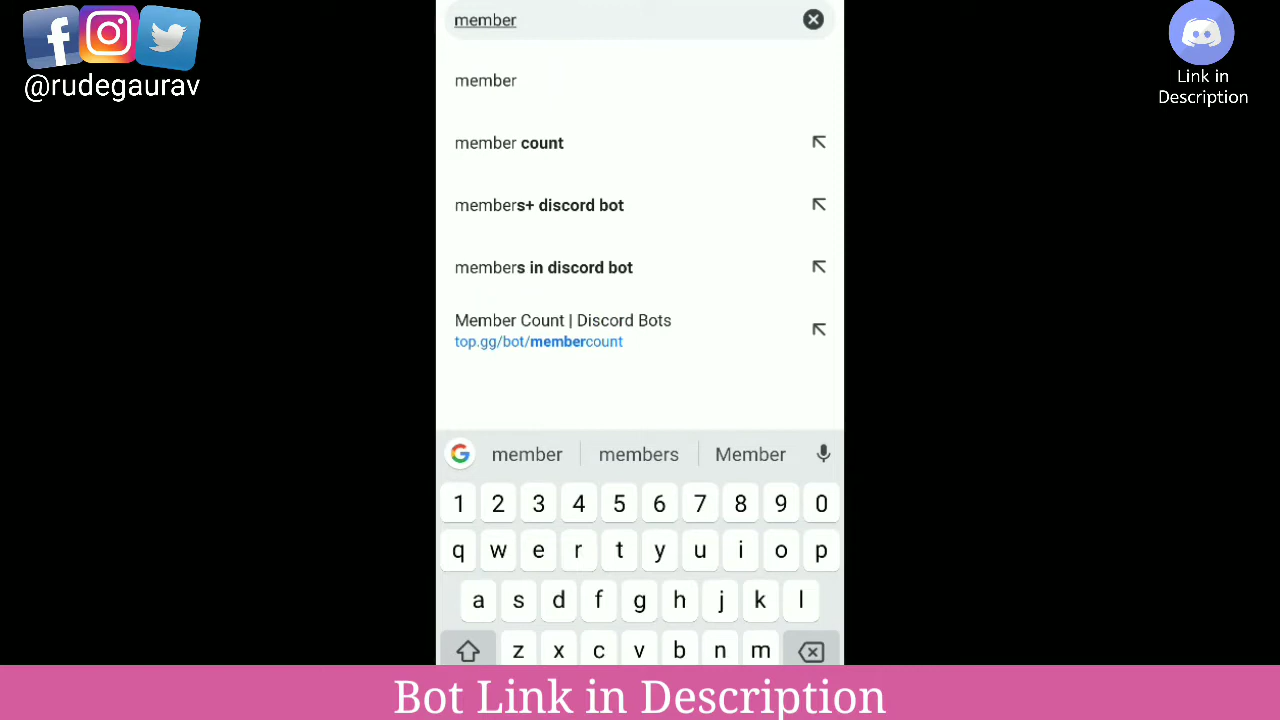 @rudegaurav
Link in
Description
member
member
member count
members+ discord bot
members in discord bot
Member Count | Discord Bots
top.gg/bot/membercount
member members Member
1 2 3 4 5 6 7 8 9 0
q w e r t y u i o p
a s d f g h j k l
z x c v b n m
Bot Link in Description